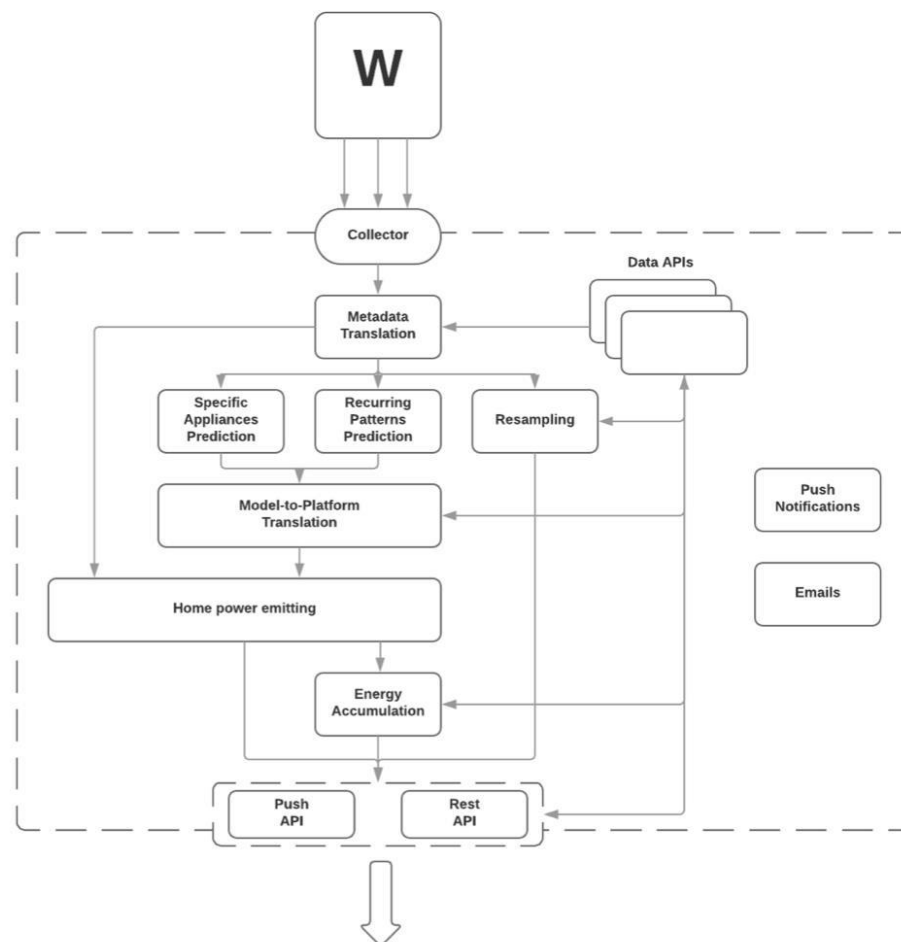 W
Collector
Data APIs
Metadata
Translation
Specific
Appliances
Prediction
Recurring
Patterns
Prediction
Resampling
Model-to-Platform
Translation
Push
Notifications
Emails
Home power emitting
Energy
Accumulation
Push
API
Rest
API